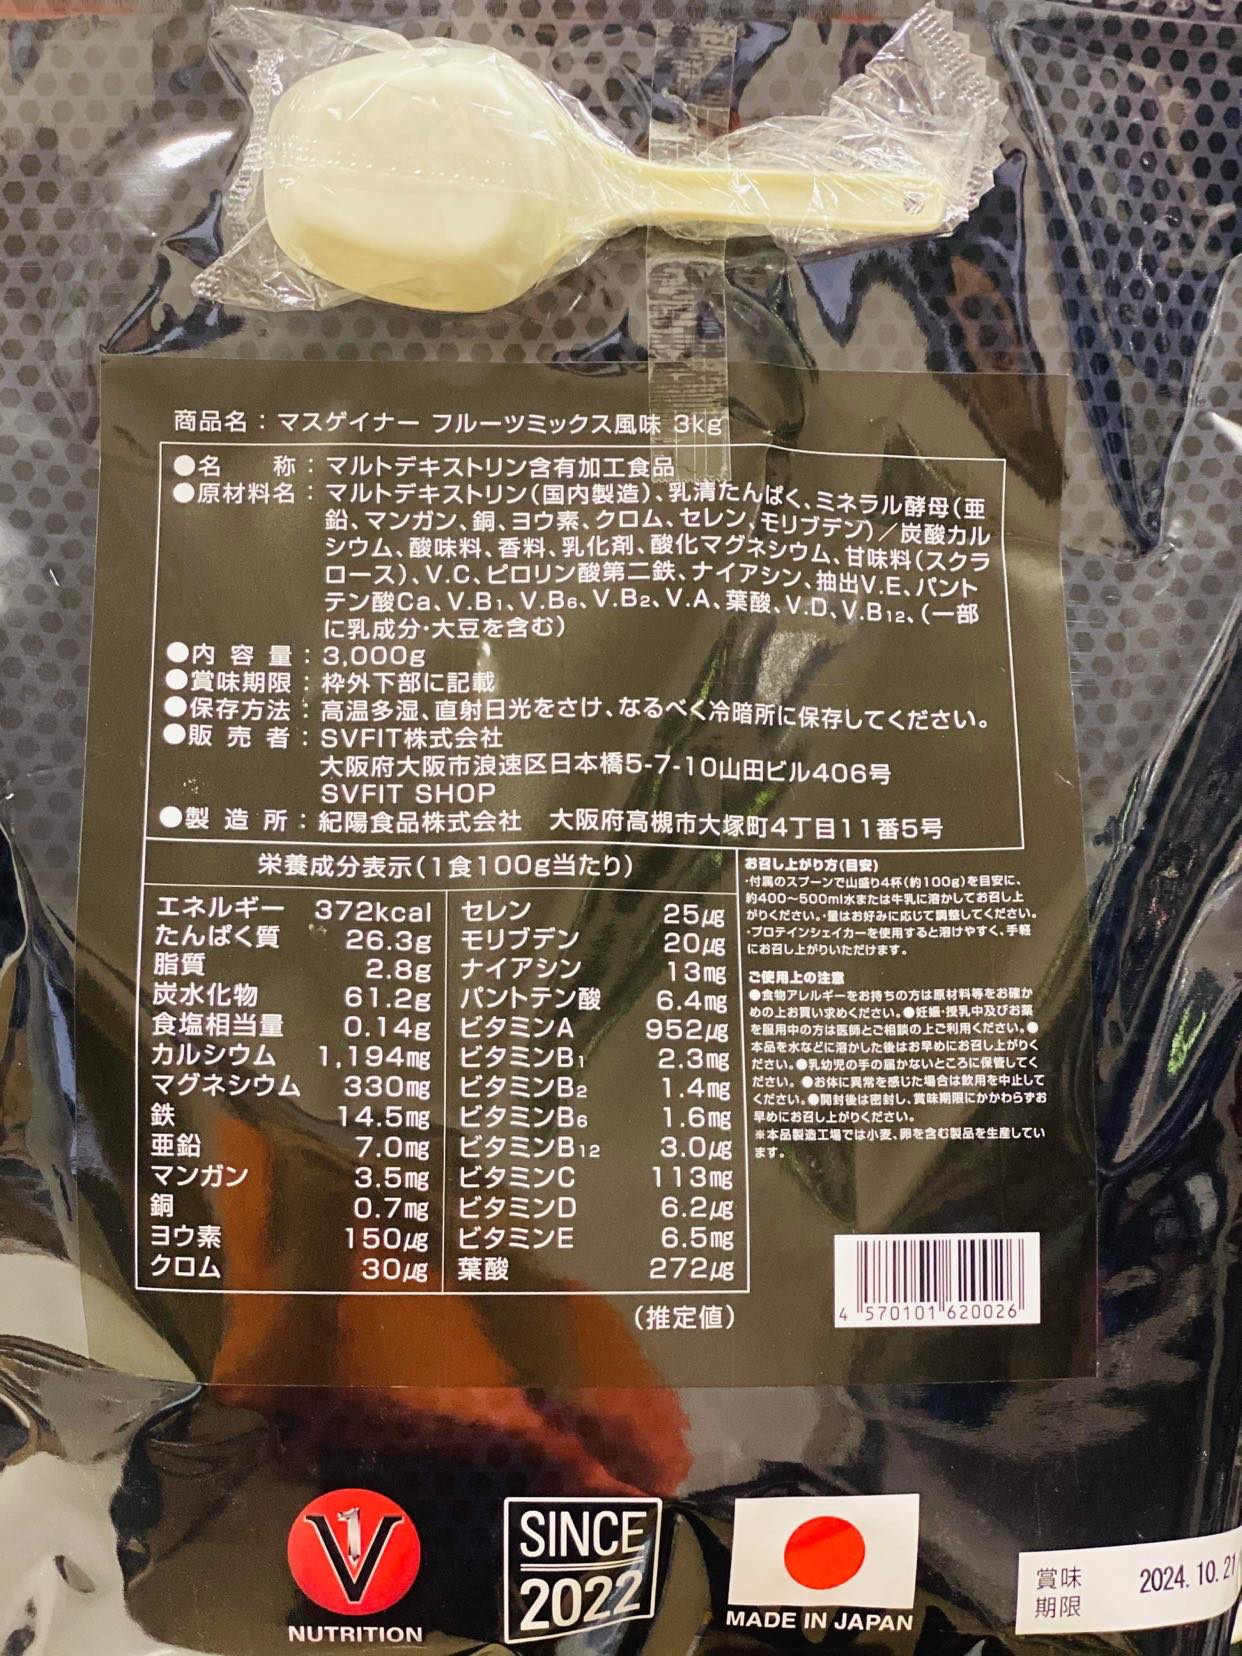 商品名：マスゲイナー フルーツミックス風味 3kg
●名　　称：マルトデキストリン含有加工食品
●原材料名：マルトデキストリン(国内製造)、乳清たんぱく、ミネラル酵母(亜
鉛、マンガン、銅、ヨウ素、クロム、セレン、モリブデン)／炭酸カル
シウム、酸味料、香料、乳化剤、酸化マグネシウム、甘味料(スクラ
ロース)、V.C、ピロリン酸第二鉄、ナイアシン、抽出V.E、パント
テン酸Ca、V.B1、V.B6、V.B2、V.A、葉酸、V.D、V.B12、(一部
に乳成分・大豆を含む)
●内 容 量：3,000g
●賞味期限：枠外下部に記載
●保存方法：高温多湿、直射日光をさけ、なるべく冷暗所に保存してください。
●販 売 者：SVFIT株式会社
大阪府大阪市浪速区日本橋5-7-10山田ビル406号
SVFIT SHOP
●製 造 所：紀陽食品株式会社　大阪府高槻市大塚町4丁目11番5号
栄養成分表示(1食100g当たり)
エネルギー 372kcal
たんぱく質 26.3g
脂質 2.8g
炭水化物 61.2g
食塩相当量 0.14g
カルシウム 1,194mg
マグネシウム 330mg
鉄 14.5mg
亜鉛 7.0mg
マンガン 3.5mg
銅 0.7mg
ヨウ素 150μg
クロム 30μg
セレン 25μg
モリブデン 20μg
ナイアシン 13mg
パントテン酸 6.4mg
ビタミンA 952μg
ビタミンB1 2.3mg
ビタミンB2 1.4mg
ビタミンB6 1.6mg
ビタミンB12 3.0μg
ビタミンC 113mg
ビタミンD 6.2μg
ビタミンE 6.5mg
葉酸 272μg
(推定値)
お召し上がり方(目安)
・付属のスプーンで山盛り4杯(約100g)を目安に、
約400〜500ml水または牛乳に溶かしてお召し上
がりください。・量はお好みに応じて調整してください。
・プロテインシェイカーを使用すると溶けやすく、手軽
にお召し上がりいただけます。
ご使用上の注意
●食物アレルギーをお持ちの方は原材料等をお確か
めの上お買い求めください。●妊娠・授乳中及びお薬
を服用中の方は医師とご相談の上ご利用ください。●
本品を水などに溶かした後はお早めにお召し上がりく
ださい。●乳幼児の手の届かないところに保管してく
ださい。●お体に異常を感じた場合は飲用を中止して
ください。●開封後は密封し、賞味期限にかかわらずお
早めにお召し上がりください。
※本品製造工場では小麦、卵を含む製品を生産してい
ます。
4 570101 620026
V1
NUTRITION
SINCE
2022
MADE IN JAPAN
賞味
期限
2024.10.21